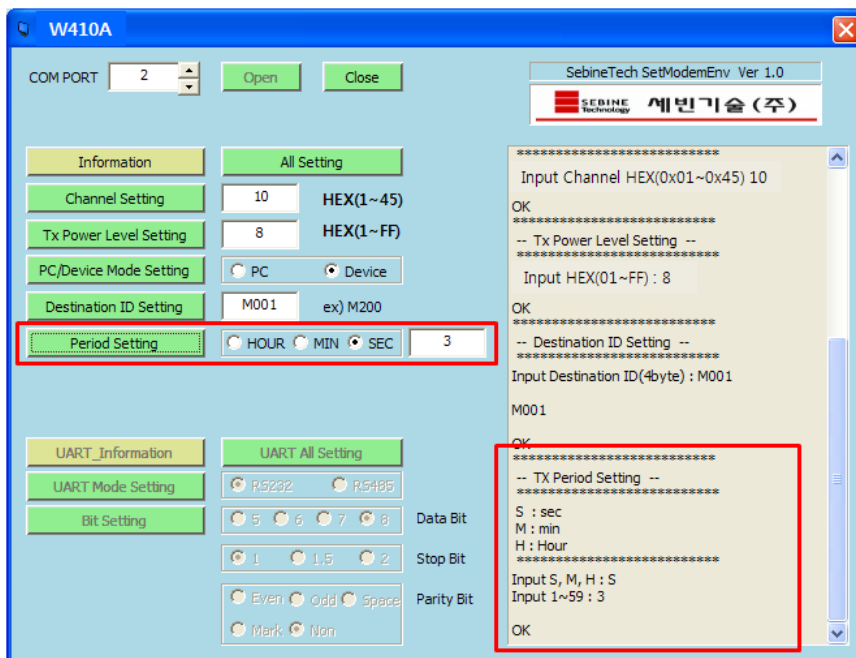 W410A
COM PORT 2 Open Close
SebineTech SetModemEnv Ver 1.0
SEBINE Technology 세빈기술(주)
Information All Setting
Channel Setting 10 HEX(1~45)
Tx Power Level Setting 8 HEX(1~FF)
PC/Device Mode Setting PC Device
Destination ID Setting M001 ex) M200
Period Setting HOUR MIN SEC 3
UART_Information UART All Setting
UART Mode Setting RS232 RS485
Bit Setting 5 6 7 8 Data Bit
1 1.5 2 Stop Bit
Even Odd Space Parity Bit
Mark Non
***************************
Input Channel HEX(0x01~0x45) 10
OK
***************************
-- Tx Power Level Setting --
***************************
Input HEX(01~FF) : 8
OK
***************************
-- Destination ID Setting --
***************************
Input Destination ID(4byte) : M001
M001
OK
***************************
-- TX Period Setting --
***************************
S : sec
M : min
H : Hour
***************************
Input S, M, H : S
Input 1~59 : 3
OK